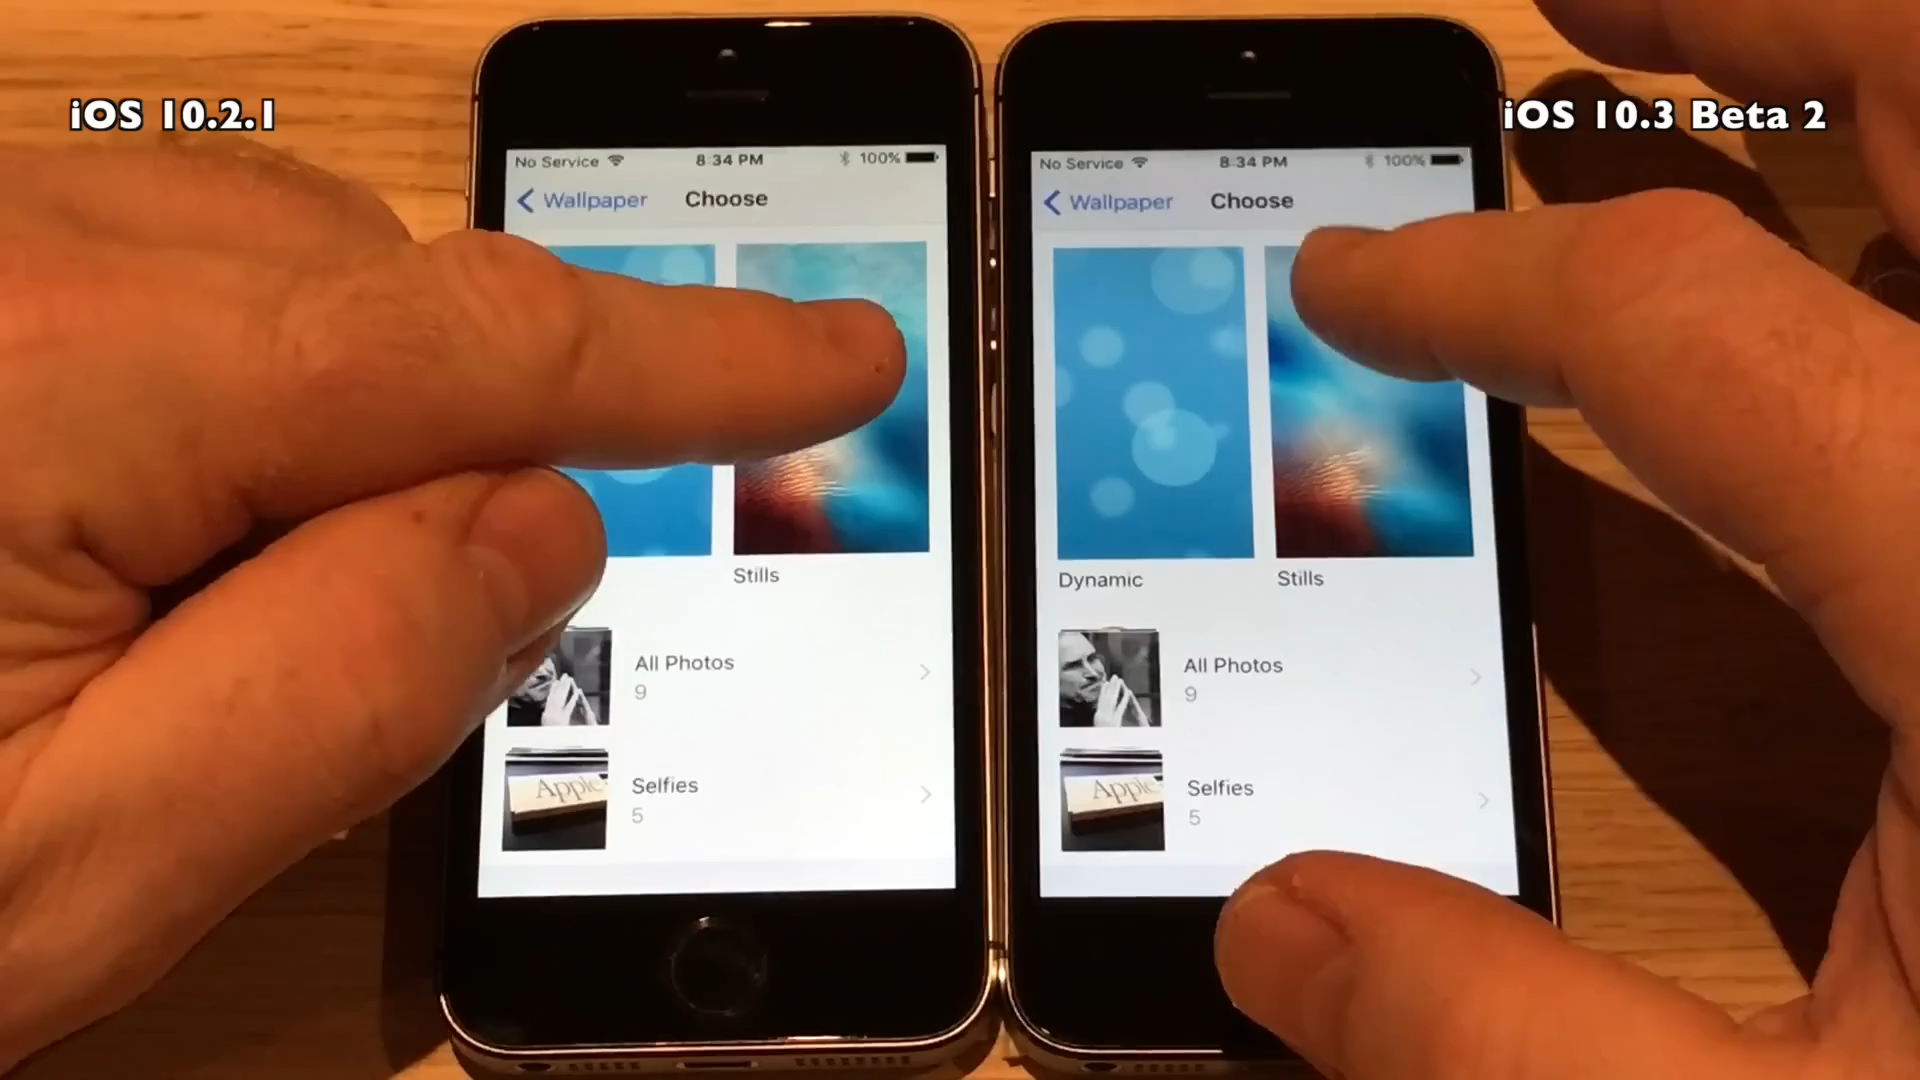 iOS 10.2.1
iOS 10.3 Beta 2
No Service 8:34 PM 100%
Wallpaper Choose
Stills
All Photos
9
Selfies
5
Apple
No Service 8:34 PM 100%
Wallpaper Choose
Dynamic Stills
All Photos
9
Selfies
5
Apple